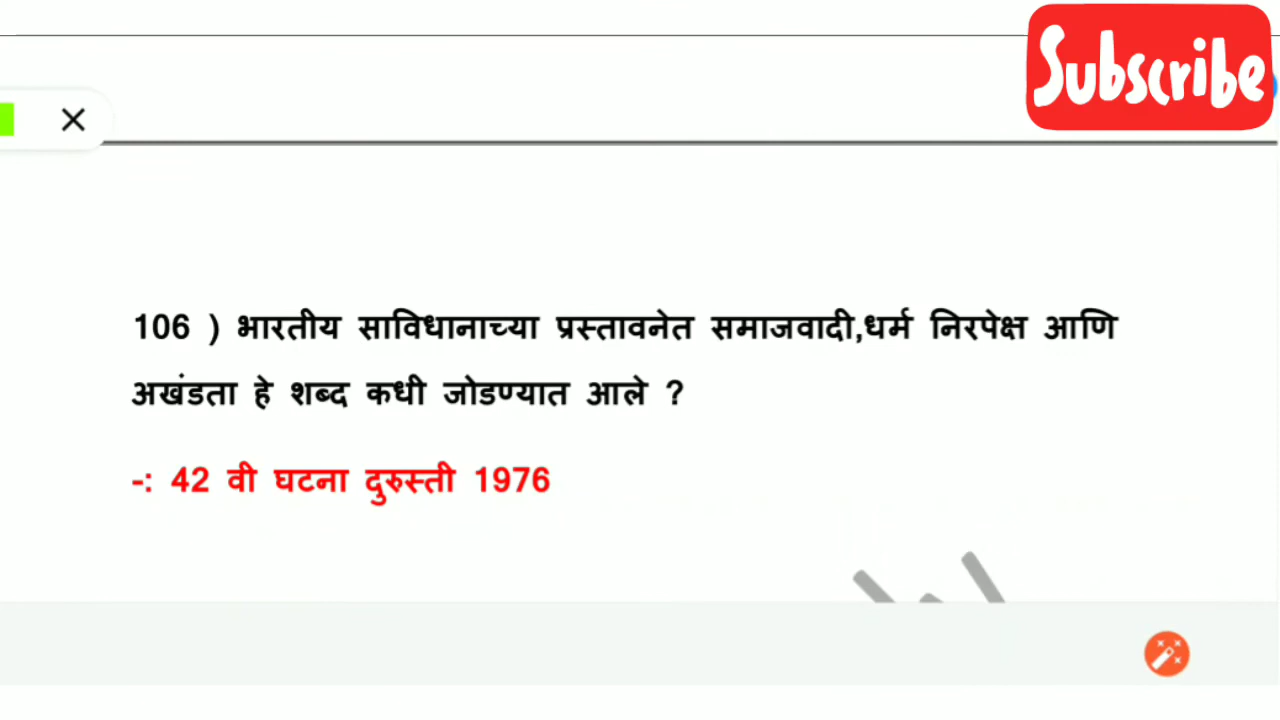 Subscribe
106 ) भारतीय साविधानाच्या प्रस्तावनेत समाजवादी,धर्म निरपेक्ष आणि
अखंडता हे शब्द कधी जोडण्यात आले ?
-: 42 वी घटना दुरुस्ती 1976